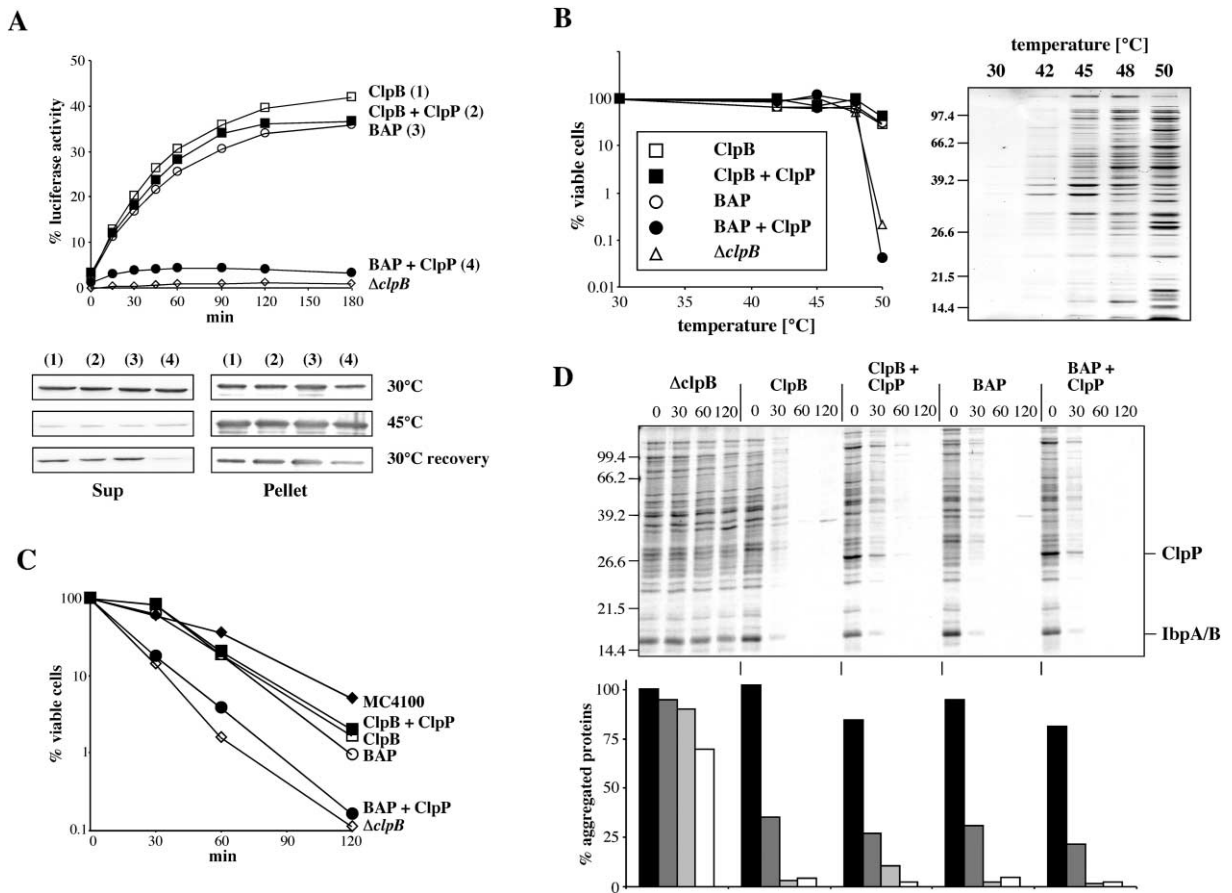 A
% luciferase activity
50
40
30
20
10
0
ClpB (1)
ClpB + ClpP (2)
BAP (3)
BAP + ClpP (4)
ΔclpB
0 30 60 90 120 150 180
min
(1) (2) (3) (4) (1) (2) (3) (4)
30°C
45°C
30°C recovery
Sup Pellet
B
% viable cells
100
10
1
0.1
0.01
ClpB
ClpB + ClpP
BAP
BAP + ClpP
ΔclpB
30 35 40 45 50
temperature [°C]
temperature [°C]
30 42 45 48 50
97.4
66.2
39.2
26.6
21.5
14.4
C
% viable cells
100
10
1
0.1
MC4100
ClpB + ClpP
ClpB
BAP
BAP + ClpP
ΔclpB
0 30 60 90 120
min
D
ΔclpB ClpB ClpB + ClpP BAP BAP + ClpP
0 30 60 120 0 30 60 120 0 30 60 120 0 30 60 120 0 30 60 120
99.4
66.2
39.2
26.6
21.5
14.4
ClpP
IbpA/B
% aggregated proteins
100
75
50
25
0